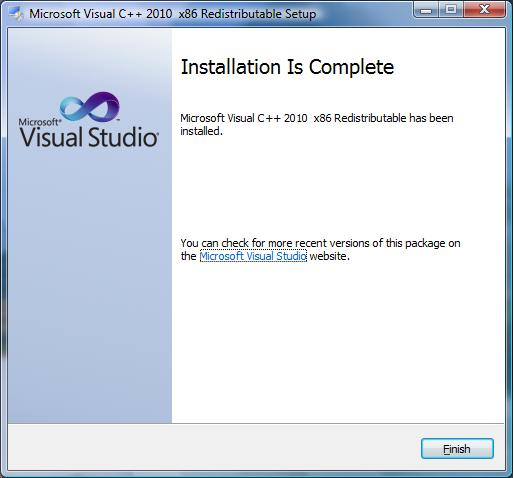 Microsoft Visual C++ 2010  x86 Redistributable Setup
Installation Is Complete
Microsoft®
Visual Studio®
Microsoft Visual C++ 2010  x86 Redistributable has been
installed.
You can check for more recent versions of this package on
the Microsoft Visual Studio website.
Finish